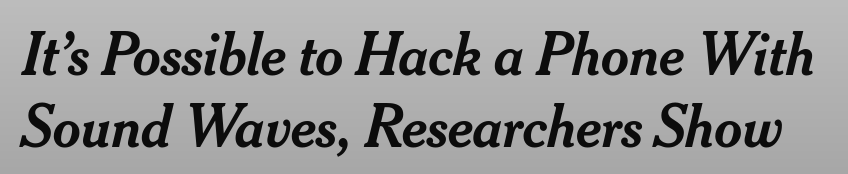 It’s Possible to Hack a Phone With
Sound Waves, Researchers Show